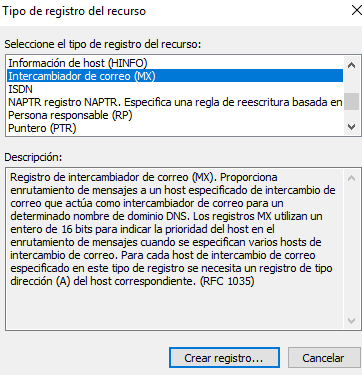 Tipo de registro del recurso
Seleccione el tipo de registro del recurso:
Información de host (HINFO)
Intercambiador de correo (MX)
ISDN
NAPTR registro NAPTR. Especifica una regla de reescritura basada en
Persona responsable (RP)
Puntero (PTR)
Descripción:
Registro de intercambiador de correo (MX). Proporciona
enrutamiento de mensajes a un host especificado de intercambio de
correo que actúa como intercambiador de correo para un
determinado nombre de dominio DNS. Los registros MX utilizan un
entero de 16 bits para indicar la prioridad del host en el
enrutamiento de mensajes cuando se especifican varios hosts de
intercambio de correo. Para cada host de intercambio de correo
especificado en este tipo de registro se necesita un registro de tipo
dirección (A) del host correspondiente. (RFC 1035)
Crear registro...
Cancelar